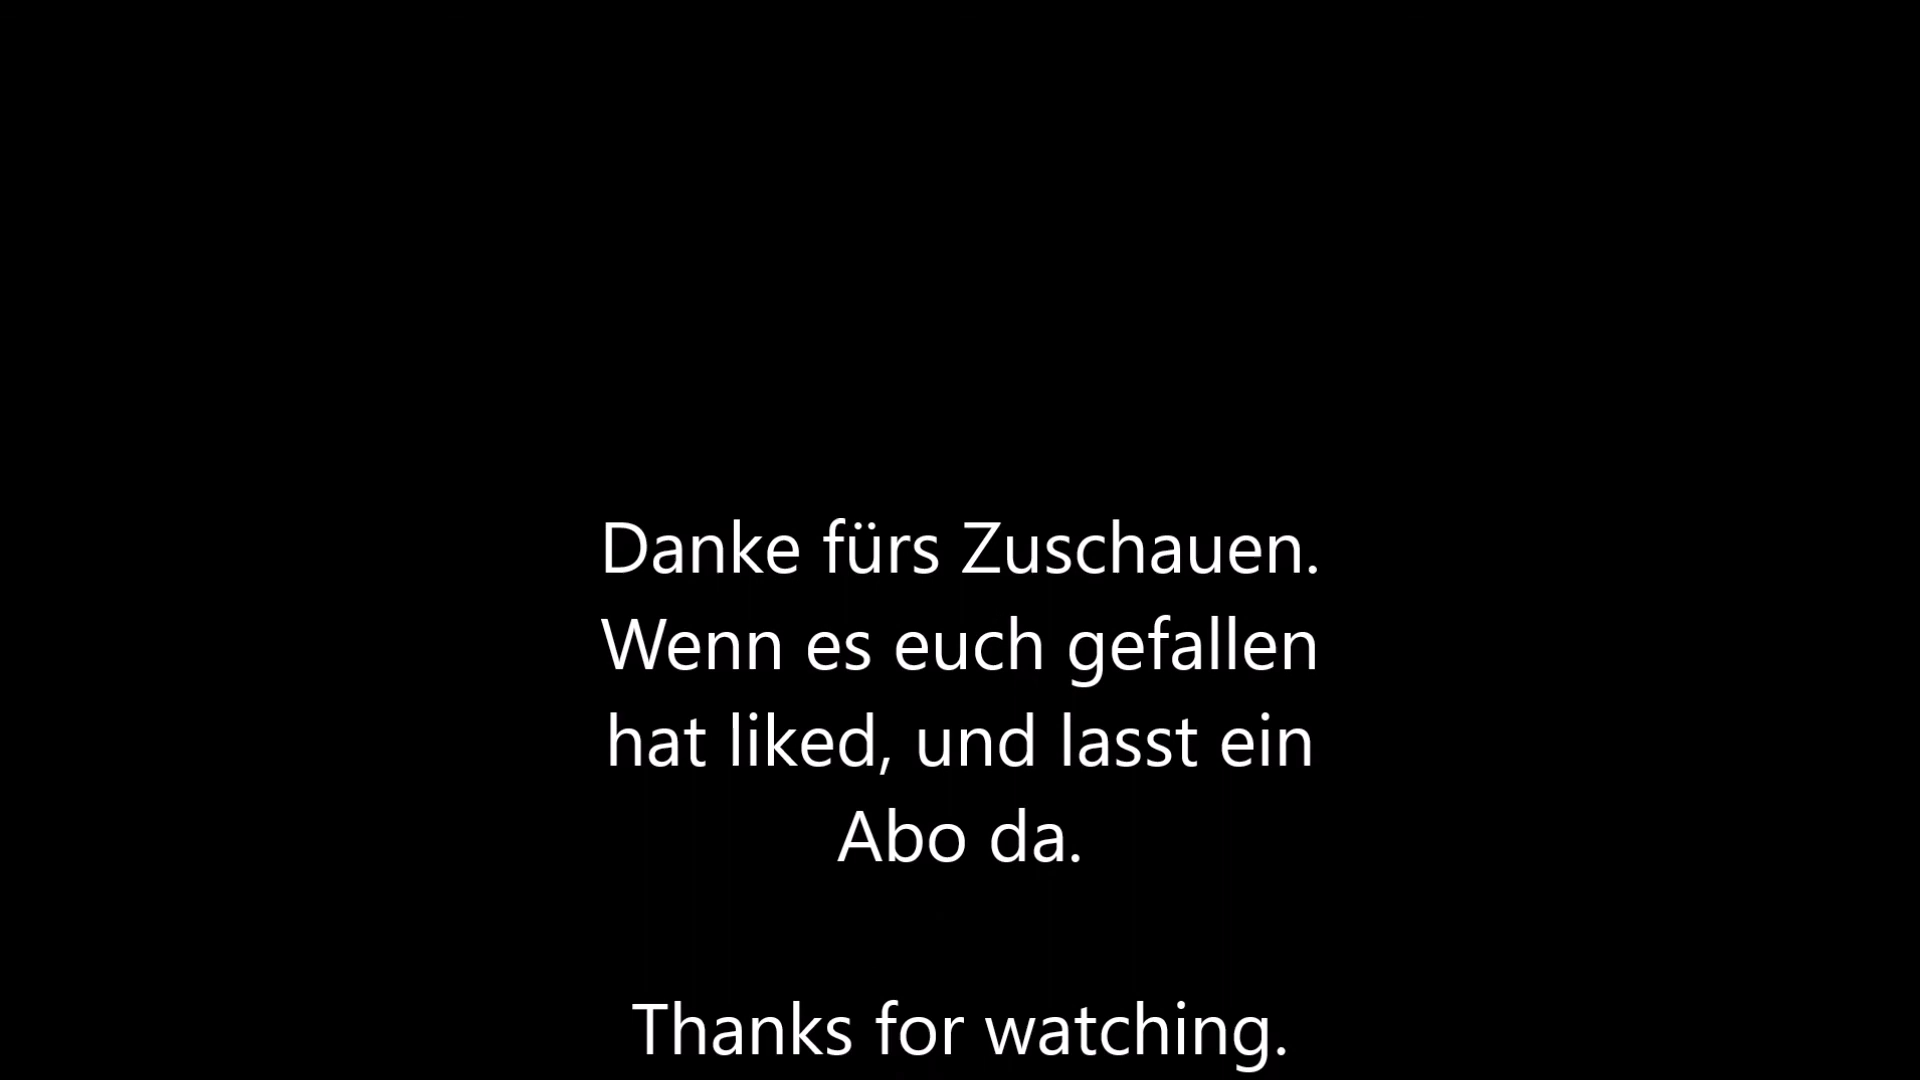 Danke fürs Zuschauen.
Wenn es euch gefallen
hat liked, und lasst ein
Abo da.
Thanks for watching.